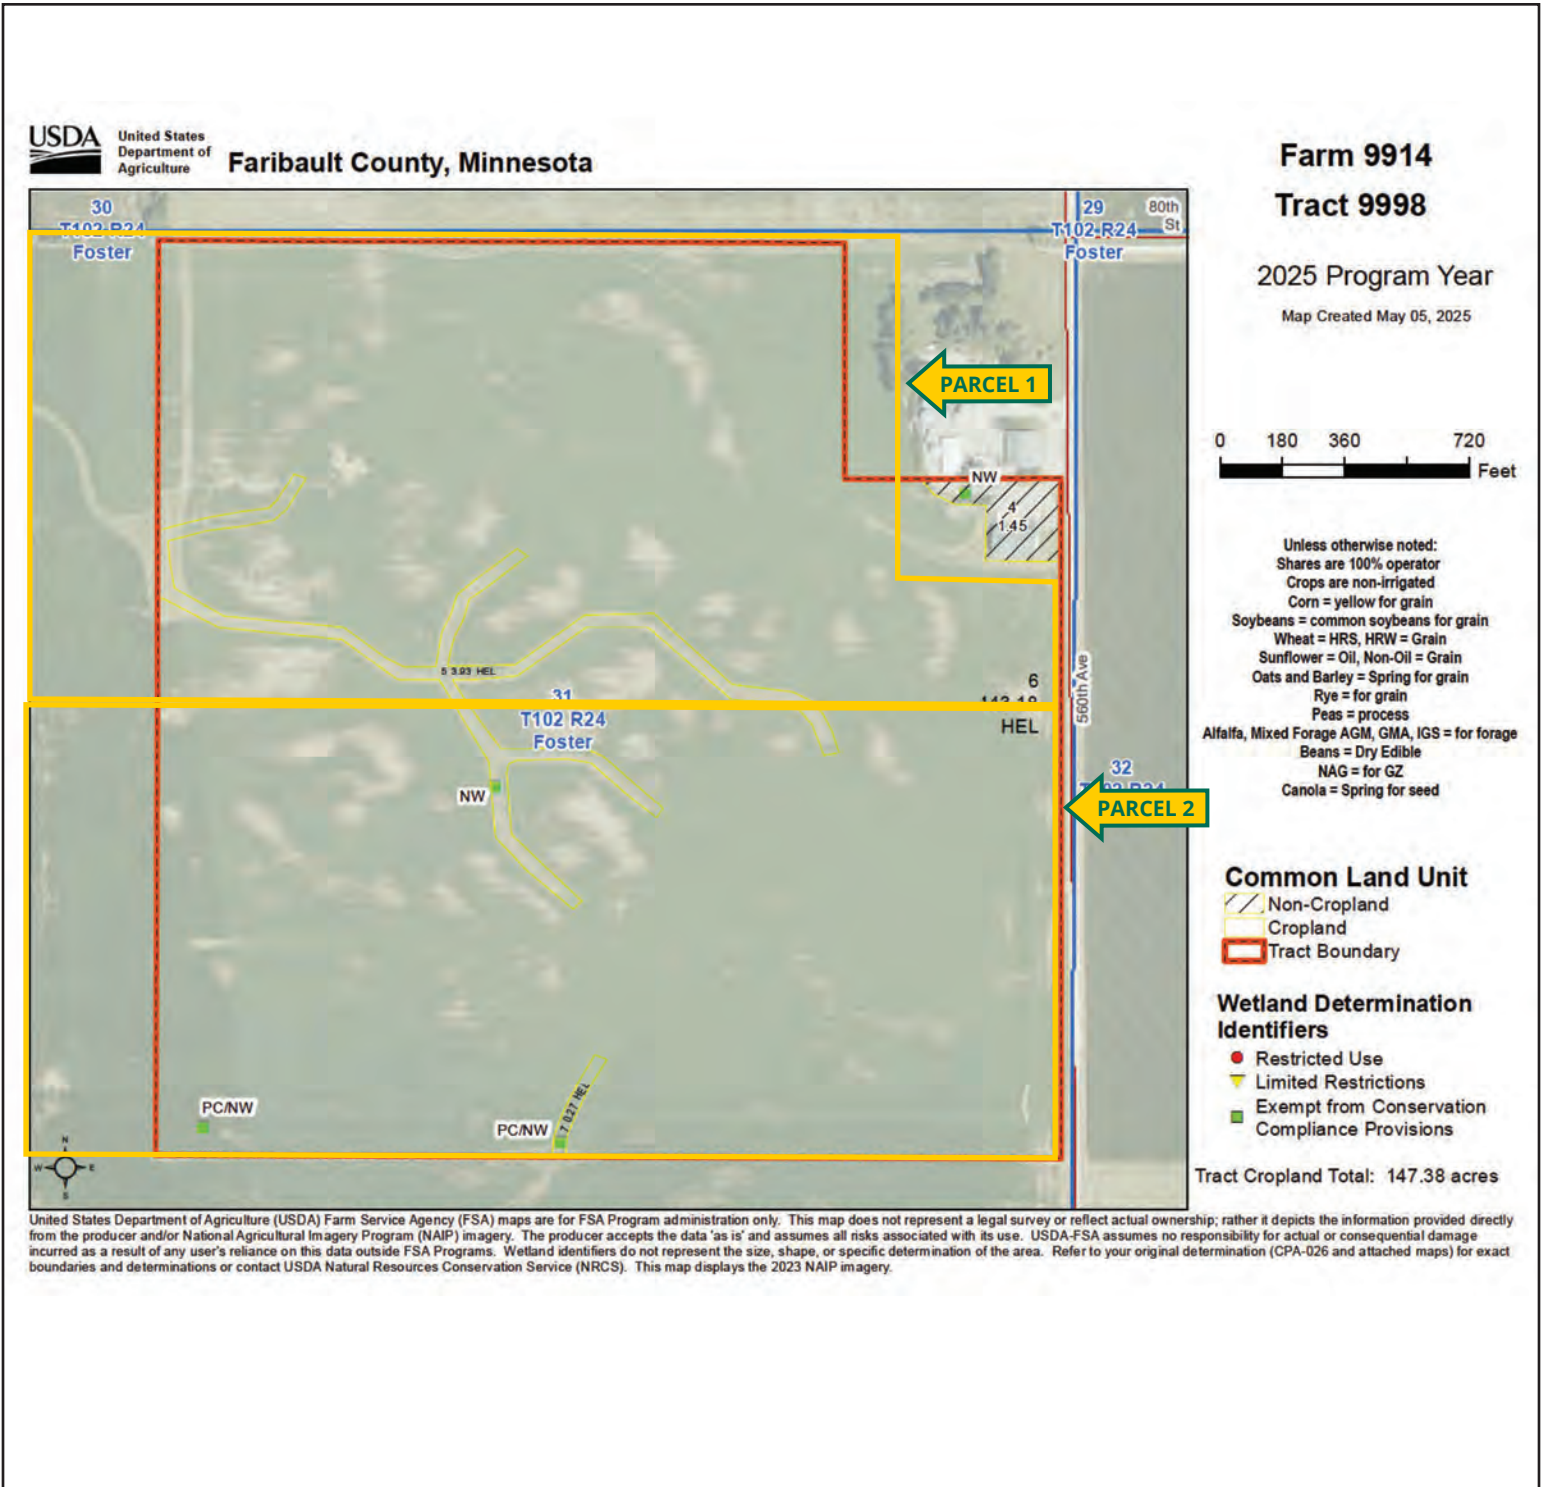 USDA
United States
Department of
Agriculture
Faribault County, Minnesota
Farm 9914
Tract 9998
2025 Program Year
Map Created May 05, 2025
30
T102 R24
Foster
29
T102 R24
Foster
80th
St
PARCEL 1
0 180 360 720
Feet
NW
4
1.45
Unless otherwise noted:
Shares are 100% operator
Crops are non-irrigated
Corn = yellow for grain
Soybeans = common soybeans for grain
Wheat = HRS, HRW = Grain
Sunflower = Oil, Non-Oil = Grain
Oats and Barley = Spring for grain
Rye = for grain
Peas = process
Alfalfa, Mixed Forage AGM, GMA, IGS = for forage
Beans = Dry Edible
NAG = for GZ
Canola = Spring for seed
5 3.93 HEL
6
HEL
560th Ave
31
T102 R24
Foster
32
NW
PARCEL 2
Common Land Unit
Non-Cropland
Cropland
Tract Boundary
Wetland Determination
Identifiers
Restricted Use
Limited Restrictions
Exempt from Conservation
Compliance Provisions
PC/NW
PC/NW
7 0.27 HEL
N
W E
S
Tract Cropland Total: 147.38 acres
United States Department of Agriculture (USDA) Farm Service Agency (FSA) maps are for FSA Program administration only. This map does not represent a legal survey or reflect actual ownership; rather it depicts the information provided directly
from the producer and/or National Agricultural Imagery Program (NAIP) imagery. The producer accepts the data 'as is' and assumes all risks associated with its use. USDA-FSA assumes no responsibility for actual or consequential damage
incurred as a result of any user's reliance on this data outside FSA Programs. Wetland identifiers do not represent the size, shape, or specific determination of the area. Refer to your original determination (CPA-026 and attached maps) for exact
boundaries and determinations or contact USDA Natural Resources Conservation Service (NRCS). This map displays the 2023 NAIP imagery.